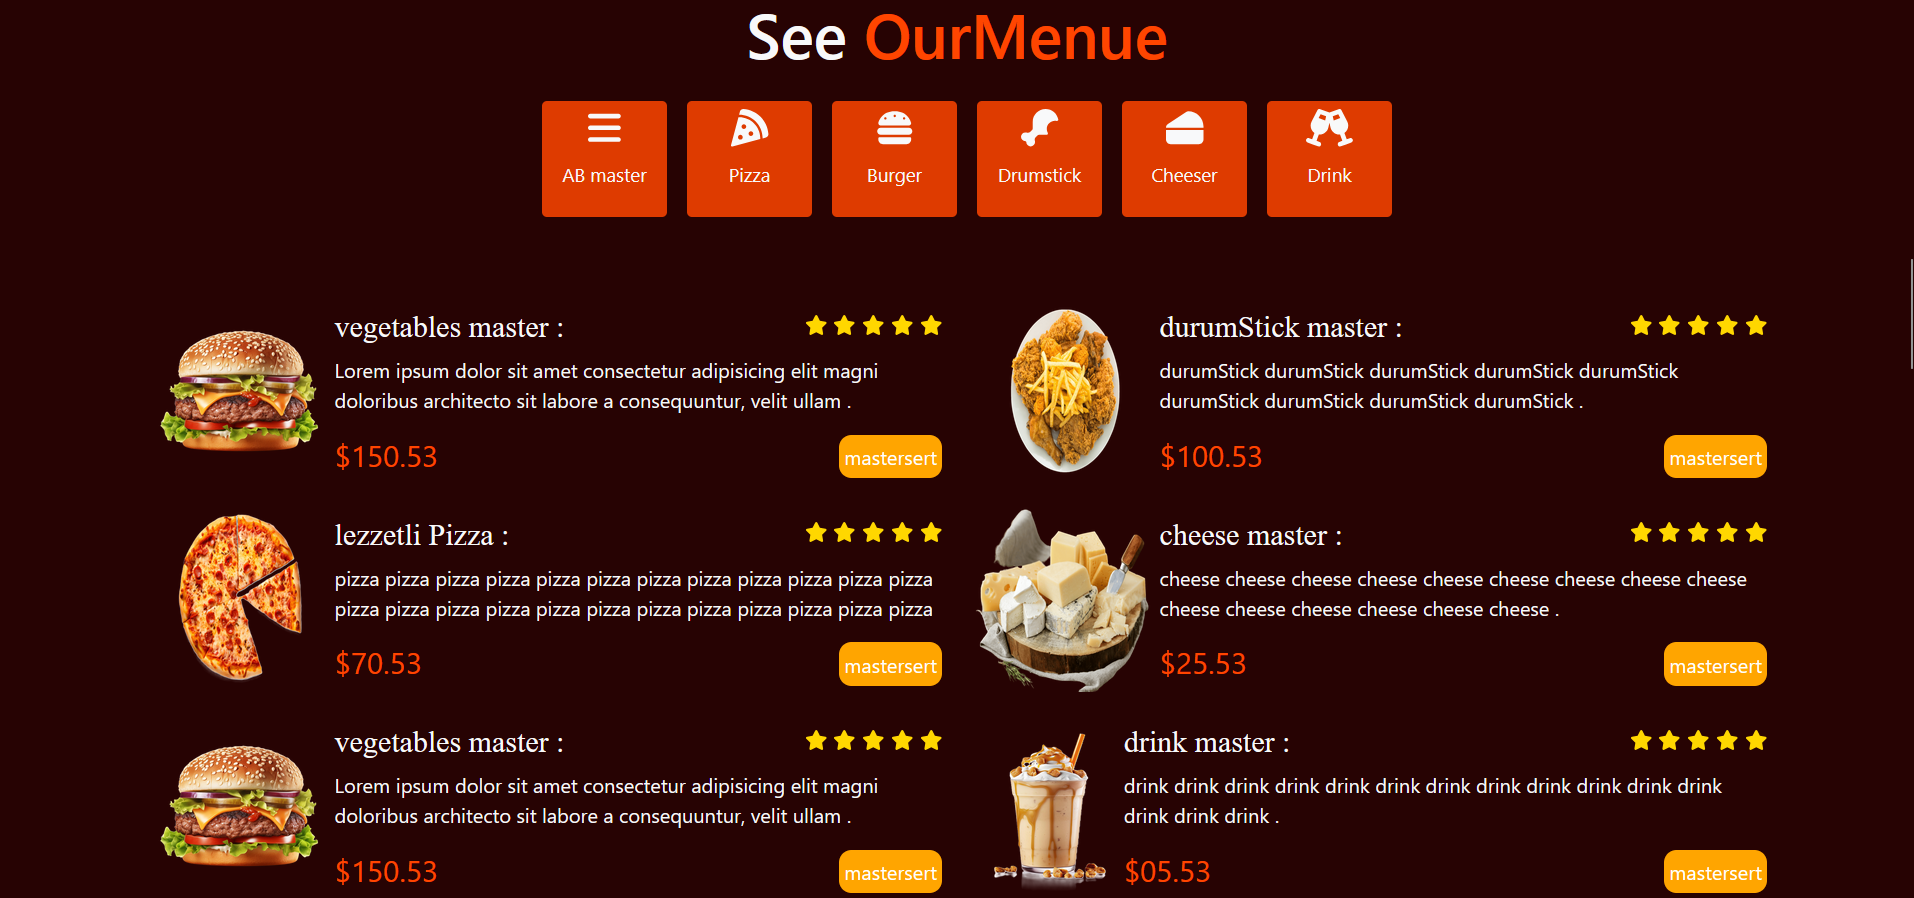 See OurMenue
AB master
Pizza
Burger
Drumstick
Cheeser
Drink
vegetables master :
Lorem ipsum dolor sit amet consectetur adipisicing elit magni
doloribus architecto sit labore a consequuntur, velit ullam .
$150.53
mastersert
durumStick master :
durumStick durumStick durumStick durumStick durumStick
durumStick durumStick durumStick durumStick .
$100.53
mastersert
lezzetli Pizza :
pizza pizza pizza pizza pizza pizza pizza pizza pizza pizza pizza pizza
pizza pizza pizza pizza pizza pizza pizza pizza pizza pizza pizza pizza
$70.53
mastersert
cheese master :
cheese cheese cheese cheese cheese cheese cheese cheese cheese
cheese cheese cheese cheese cheese cheese .
$25.53
mastersert
vegetables master :
Lorem ipsum dolor sit amet consectetur adipisicing elit magni
doloribus architecto sit labore a consequuntur, velit ullam .
$150.53
mastersert
drink master :
drink drink drink drink drink drink drink drink drink drink drink drink
drink drink drink .
$05.53
mastersert